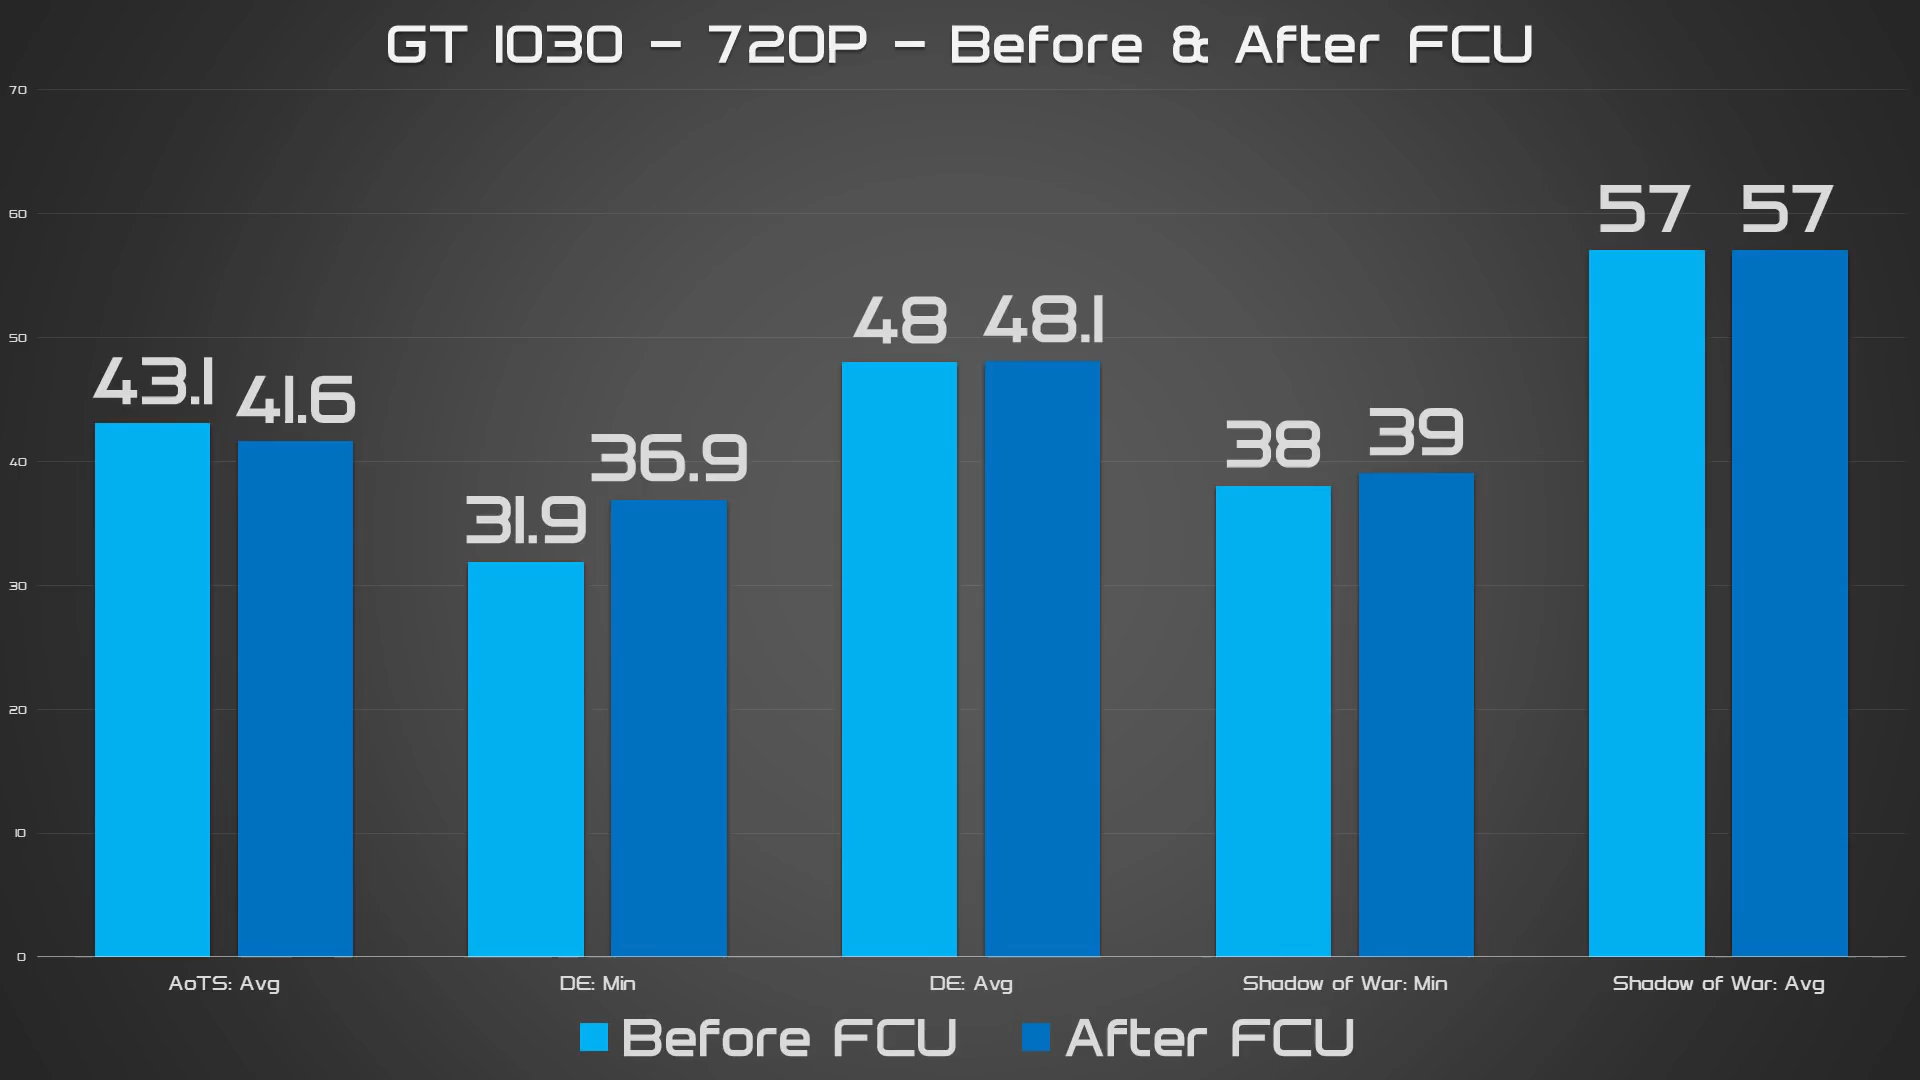 GT 1030 – 720P – Before & After FCU
70
60
50
40
30
20
10
0
43.1
41.6
31.9
36.9
48
48.1
38
39
57
57
AoTS: Avg
DE: Min
DE: Avg
Shadow of War: Min
Shadow of War: Avg
Before FCU
After FCU